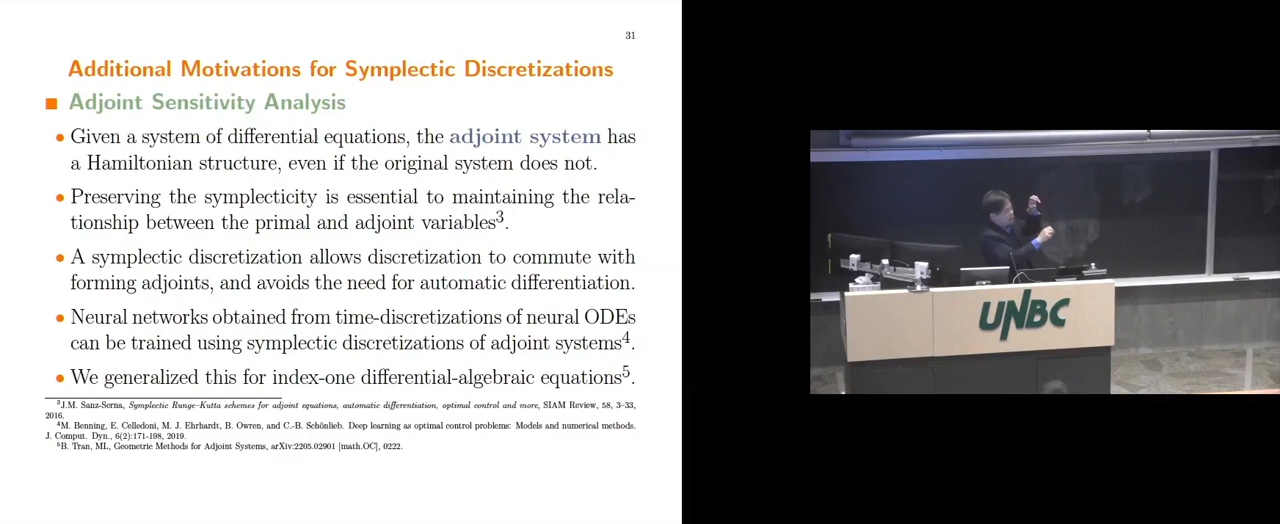 31
Additional Motivations for Symplectic Discretizations
Adjoint Sensitivity Analysis
• Given a system of differential equations, the adjoint system has
a Hamiltonian structure, even if the original system does not.
• Preserving the symplecticity is essential to maintaining the rela-
tionship between the primal and adjoint variables3.
• A symplectic discretization allows discretization to commute with
forming adjoints, and avoids the need for automatic differentiation.
• Neural networks obtained from time-discretizations of neural ODEs
can be trained using symplectic discretizations of adjoint systems4.
• We generalized this for index-one differential-algebraic equations5.
3J.M. Sanz-Serna, Symplectic Runge-Kutta schemes for adjoint equations, automatic differentiation, optimal control and more, SIAM Review, 58, 3–33,
2016.
4M. Benning, E. Celledoni, M. J. Ehrhardt, B. Owren, and C.-B. Schönlieb. Deep learning as optimal control problems: Models and numerical methods.
J. Comput. Dyn., 6(2):171-198, 2019.
5B. Tran, ML, Geometric Methods for Adjoint Systems, arXiv:2205.02901 [math.OC], 0222.
UNBC